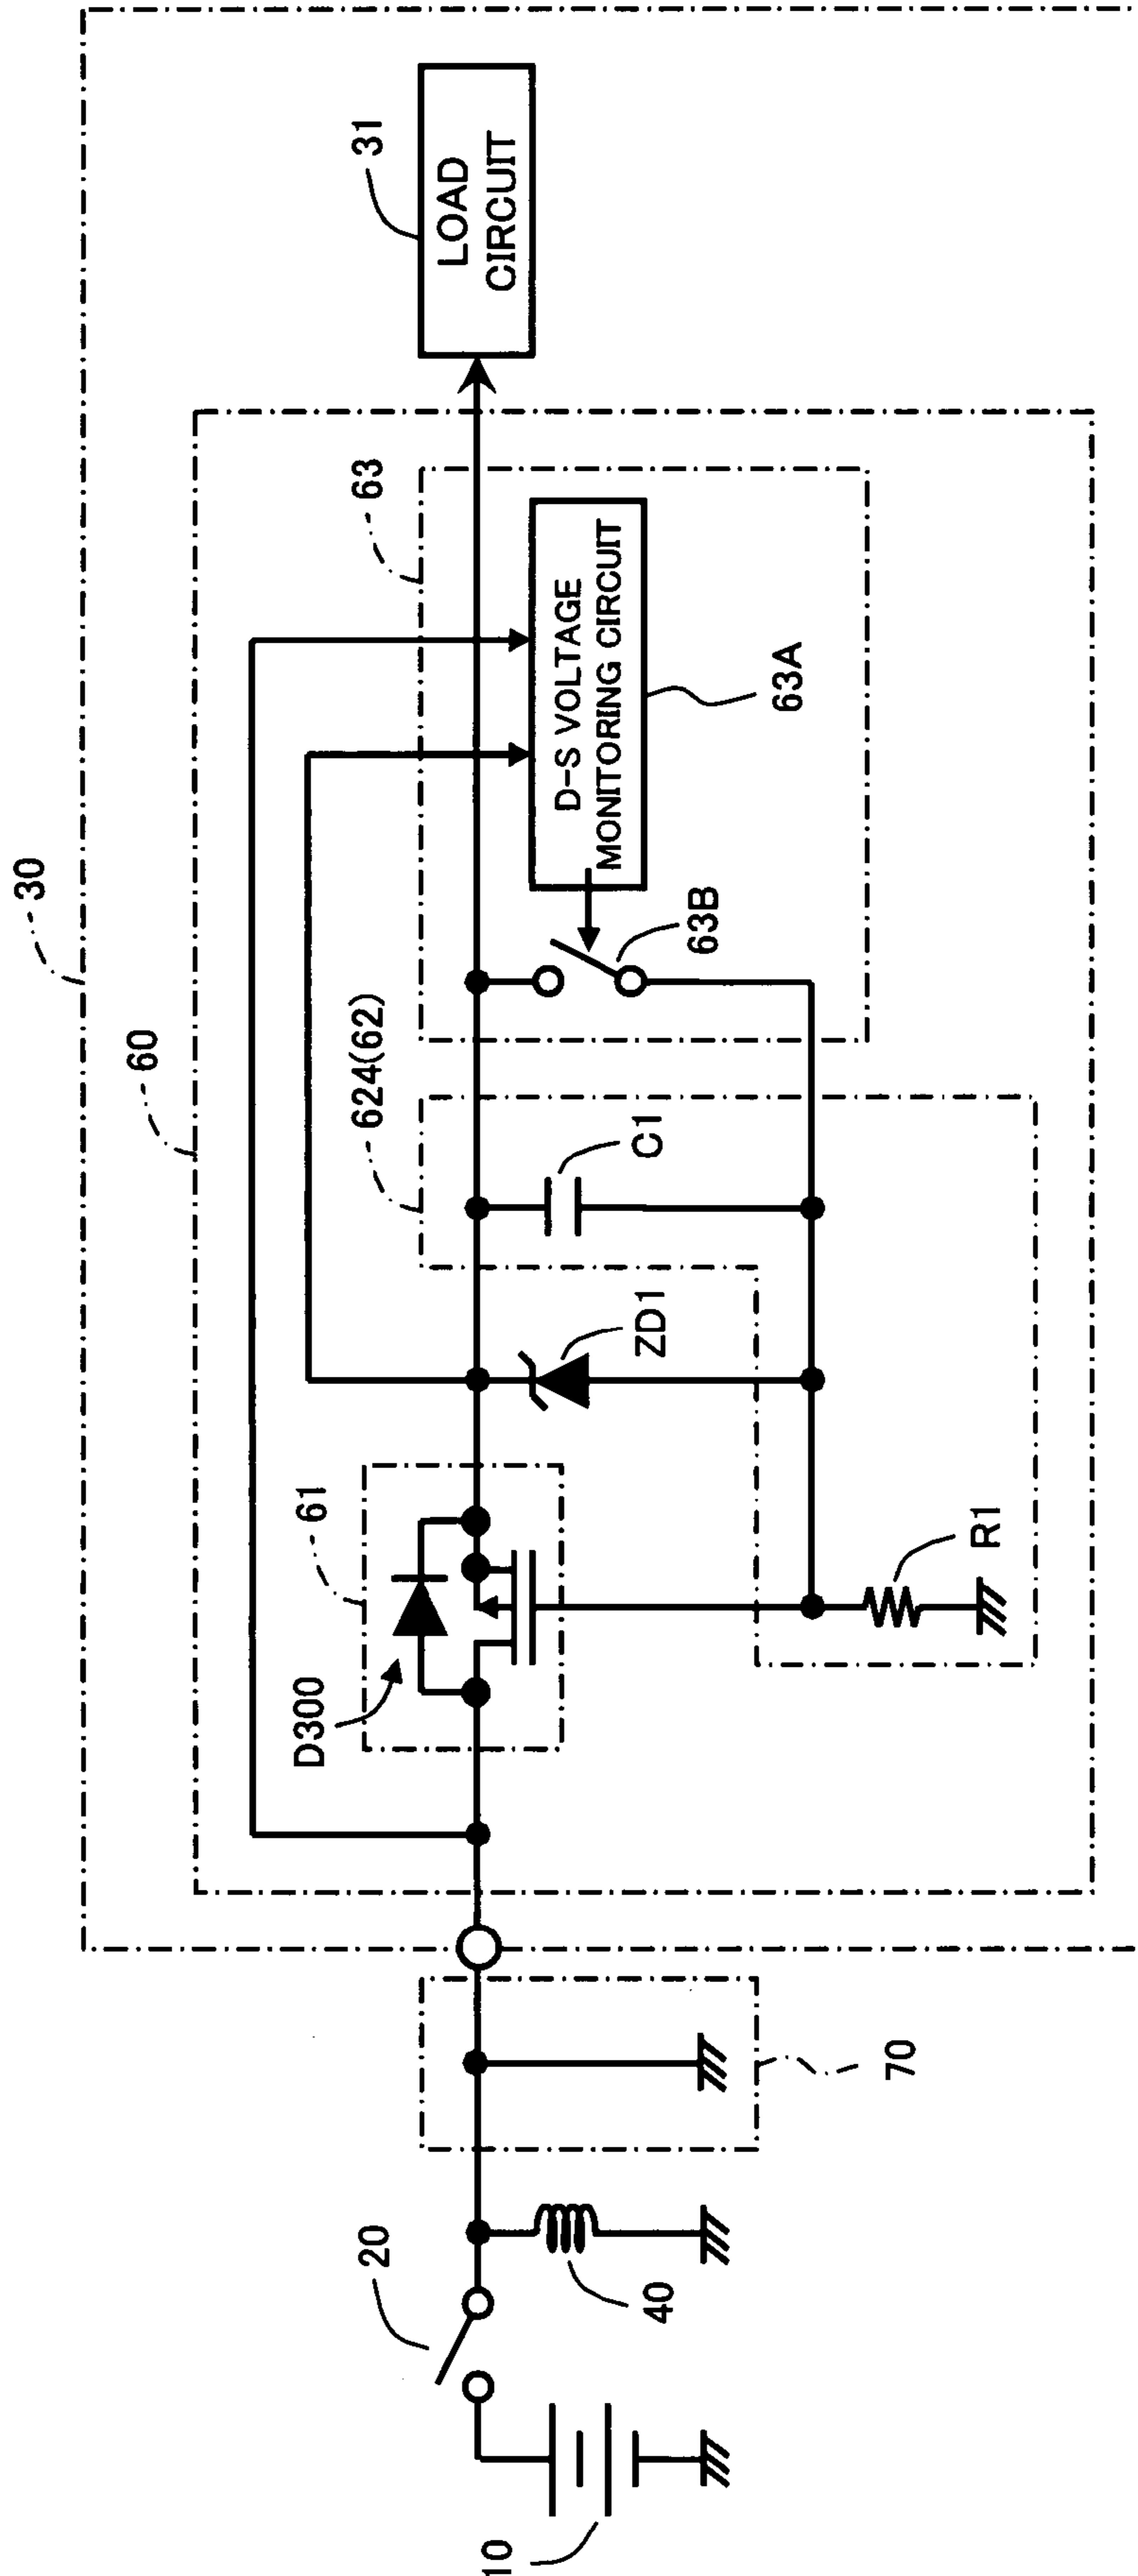 30
60
31
LOAD
CIRCUIT
63
D-S VOLTAGE
MONITORING CIRCUIT
63A
63B
624(62)
C1
ZD1
61
D300
R1
70
20
40
10